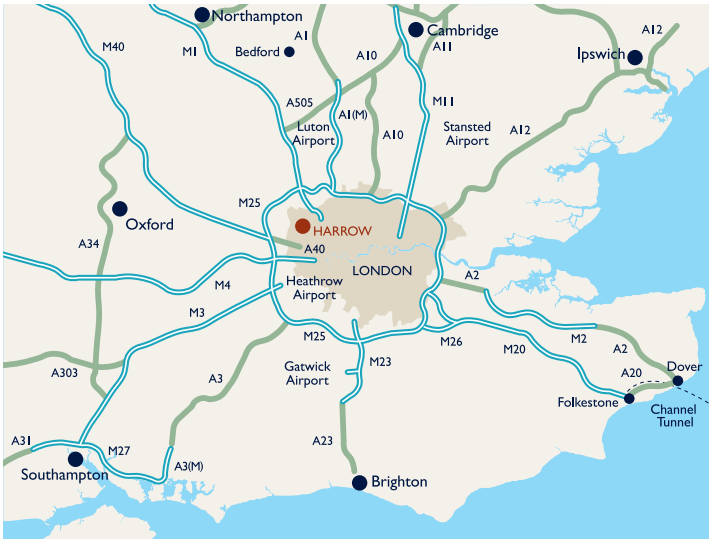 Northampton
A1
Cambridge
A12
M40
M1
Bedford
A10
A11
Ipswich
A505
A1(M)
M11
Luton
Airport
A10
Stansted
Airport
A12
M25
Oxford
HARROW
A34
A40
LONDON
A2
M4
Heathrow
Airport
M3
M25
M26
M2
A2
M20
Gatwick
Airport
M23
A303
A3
A20
Dover
Folkestone
Channel
Tunnel
A31
M27
A3(M)
A23
Southampton
Brighton